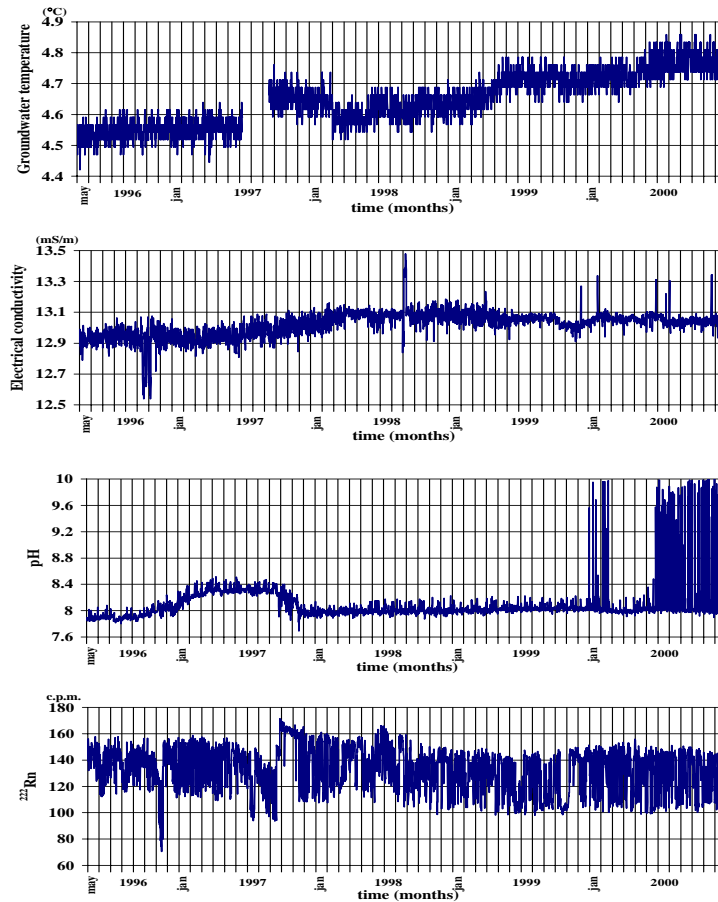 (°C)
4.9
4.8
4.7
4.6
4.5
4.4
Groundwater temperature
may 1996 jan 1997 jan 1998 jan 1999 jan 2000
time (months)
(mS/m)
13.5
13.3
13.1
12.9
12.7
12.5
Electrical conductivity
may 1996 jan 1997 jan 1998 jan 1999 jan 2000
time (months)
10
9.6
9.2
8.8
8.4
8
7.6
pH
may 1996 jan 1997 jan 1998 jan 1999 jan 2000
time (months)
c.p.m.
180
160
140
120
100
80
60
²²²Rn
may 1996 jan 1997 jan 1998 jan 1999 jan 2000
time (months)